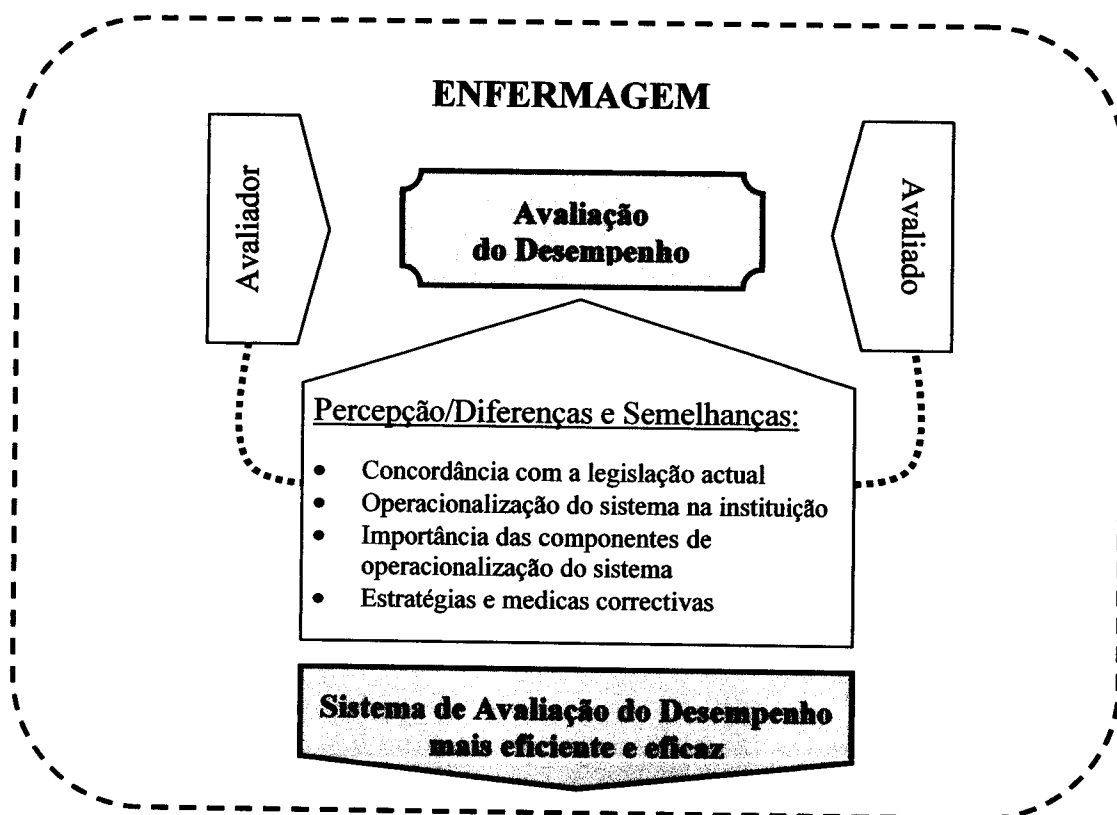 ENFERMAGEM
Avaliador
Avaliação
do Desempenho
Avaliado
Percepção/Diferenças e Semelhanças:
• Concordância com a legislação actual
• Operacionalização do sistema na instituição
• Importância das componentes de
operacionalização do sistema
• Estratégias e medicas correctivas
Sistema de Avaliação do Desempenho
mais eficiente e eficaz